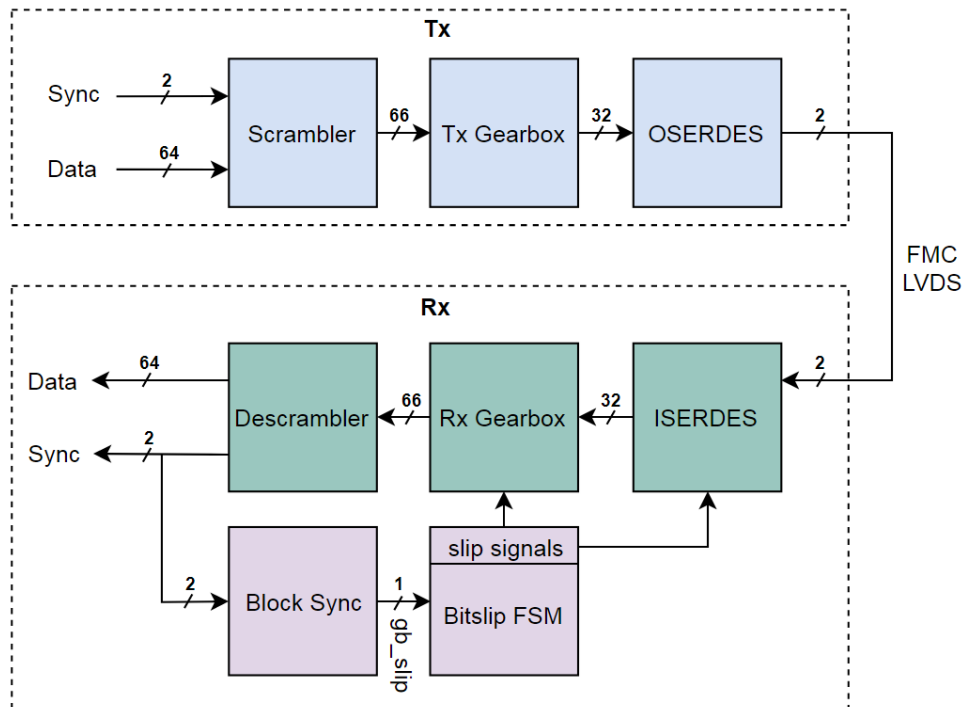 Tx
Sync
2
Data
64
Scrambler
66
Tx Gearbox
32
OSERDES
2
FMC
LVDS
Rx
Data
64
Sync
2
Descrambler
66
Rx Gearbox
32
ISERDES
2
2
Block Sync
1
gb_slip
slip signals
Bitslip FSM